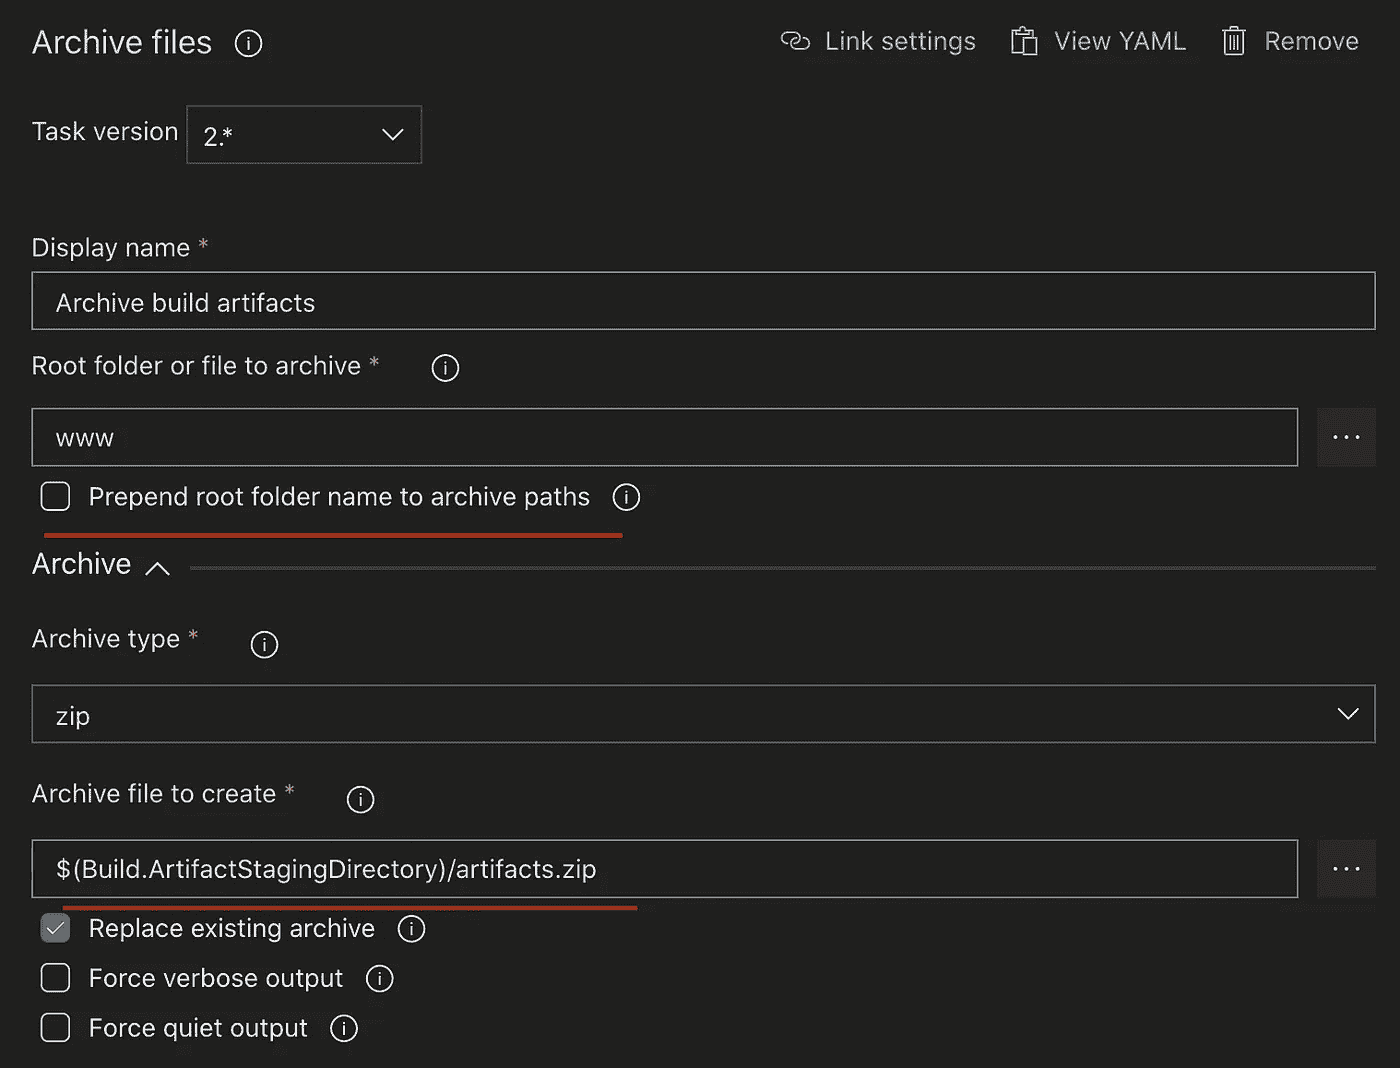 Archive files Link settings View YAML Remove
Task version 2.*
Display name *
Archive build artifacts
Root folder or file to archive *
www
...
Prepend root folder name to archive paths
Archive
Archive type *
zip
Archive file to create *
$(Build.ArtifactStagingDirectory)/artifacts.zip
...
Replace existing archive
Force verbose output
Force quiet output